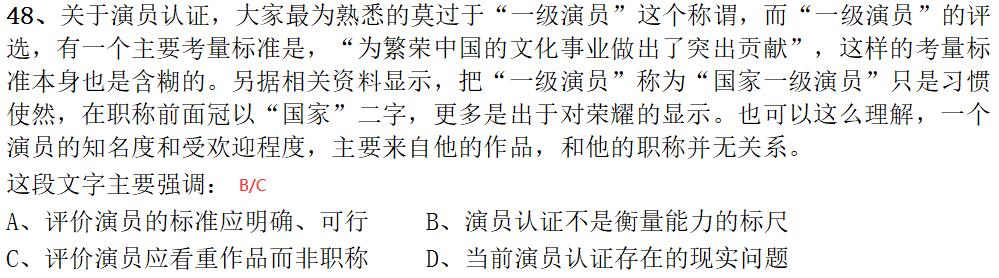 48、关于演员认证，大家最为熟悉的莫过于“一级演员”这个称谓，而“一级演员”的评
选，有一个主要考量标准是，“为繁荣中国的文化事业做出了突出贡献”，这样的考量标
准本身也是含糊的。另据相关资料显示，把“一级演员”称为“国家一级演员”只是习惯
使然，在职称前面冠以“国家”二字，更多是出于对荣耀的显示。也可以这么理解，一个
演员的知名度和受欢迎程度，主要来自他的作品，和他的职称并无关系。
这段文字主要强调： B/C
A、评价演员的标准应明确、可行 B、演员认证不是衡量能力的标尺
C、评价演员应看重作品而非职称 D、当前演员认证存在的现实问题